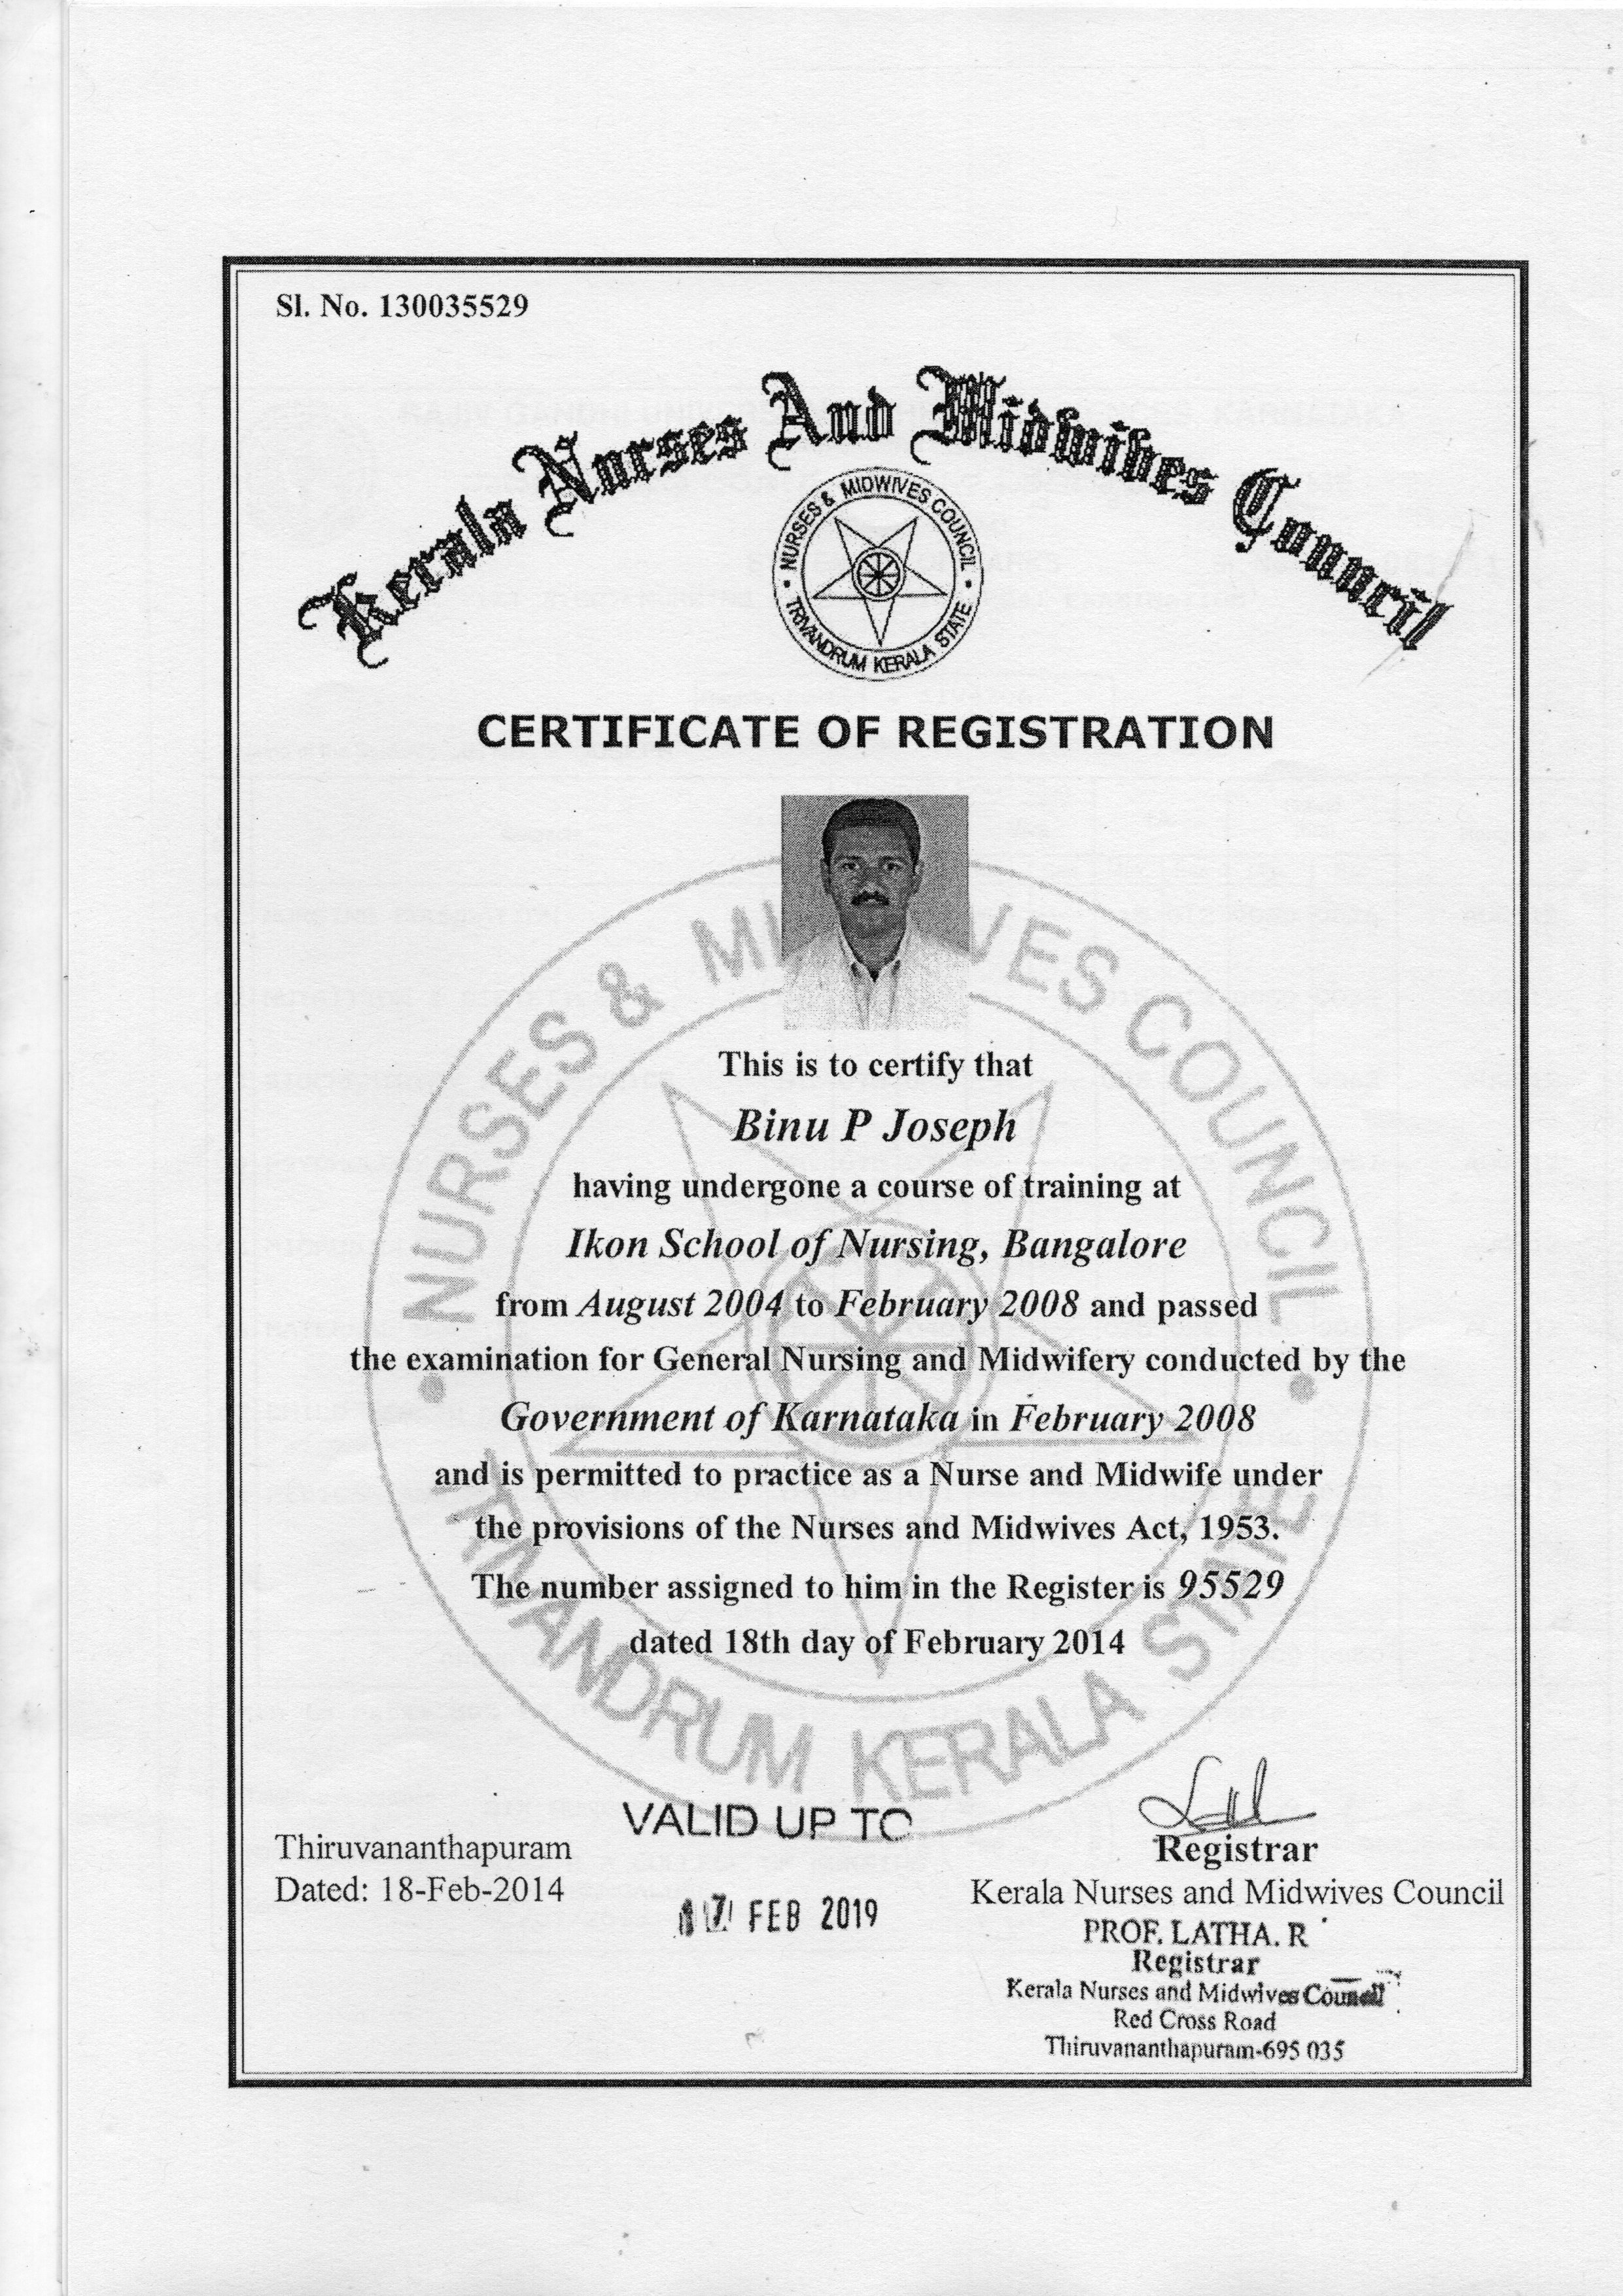 Sl. No. 130035529
Kerala Nurses And Midwives Council
NURSES & MIDWIVES COUNCIL
TRIVANDRUM KERALA STATE
CERTIFICATE OF REGISTRATION
This is to certify that
Binu P Joseph
having undergone a course of training at
Ikon School of Nursing, Bangalore
from August 2004 to February 2008 and passed
the examination for General Nursing and Midwifery conducted by the
Government of Karnataka in February 2008
and is permitted to practice as a Nurse and Midwife under
the provisions of the Nurses and Midwives Act, 1953.
The number assigned to him in the Register is 95529
dated 18th day of February 2014
NURSES & MIDWIVES COUNCIL
TRIVANDRUM KERALA STATE
VALID UP TO
17 FEB 2019
Thiruvananthapuram
Dated: 18-Feb-2014
Registrar
Kerala Nurses and Midwives Council
PROF. LATHA. R
Registrar
Kerala Nurses and Midwives Council
Red Cross Road
Thiruvananthapuram-695 035